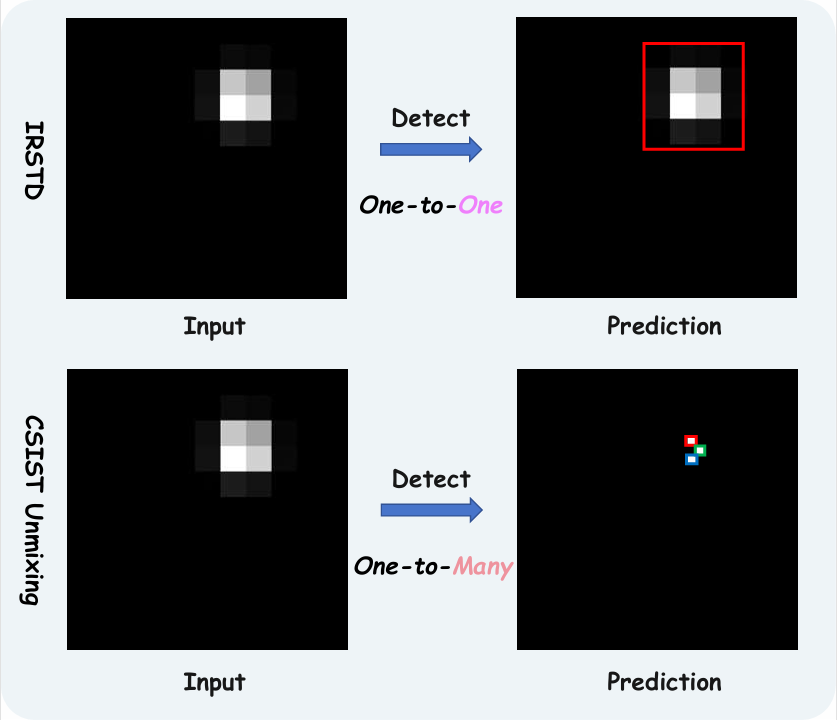 IRSTD
Detect
One-to-One
Input
Prediction
CSIST Unmixing
Detect
One-to-Many
Input
Prediction